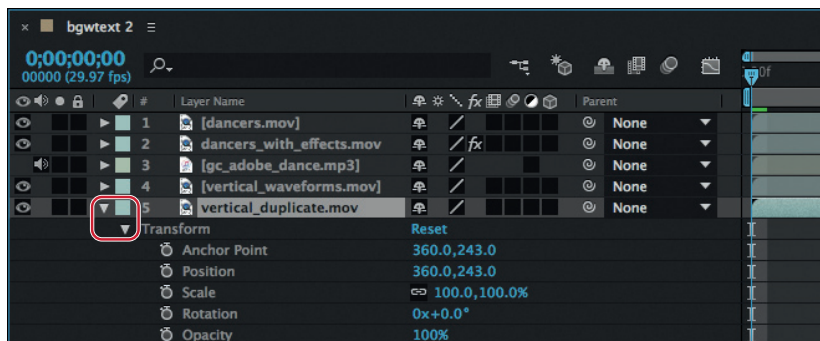 × bgwtext 2
0;00;00;00
00000 (29.97 fps)
# Layer Name fx Parent
1 [dancers.mov] None
2 dancers_with_effects.mov fx None
3 [gc_adobe_dance.mp3] None
4 [vertical_waveforms.mov] None
5 vertical_duplicate.mov None
Transform Reset
Anchor Point 360.0,243.0
Position 360.0,243.0
Scale 100.0,100.0%
Rotation 0x+0.0°
Opacity 100%